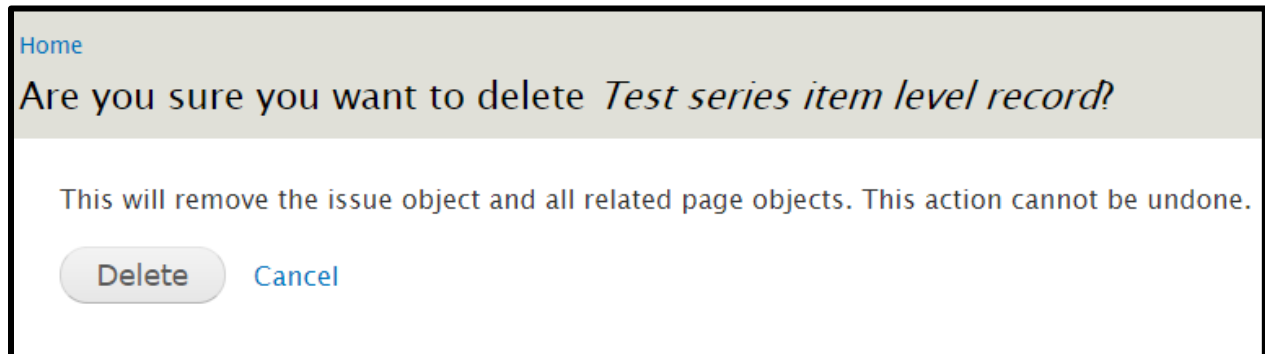 Home
Are you sure you want to delete Test series item level record?
This will remove the issue object and all related page objects. This action cannot be undone.
Delete Cancel